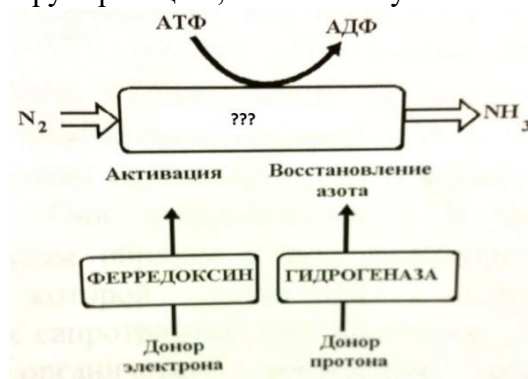 АТФ АДФ
N2 ??? NH3
Активация Восстановление
азота
ФЕРРЕДОКСИН ГИДРОГЕНАЗА
Донор Донор
электрона протона